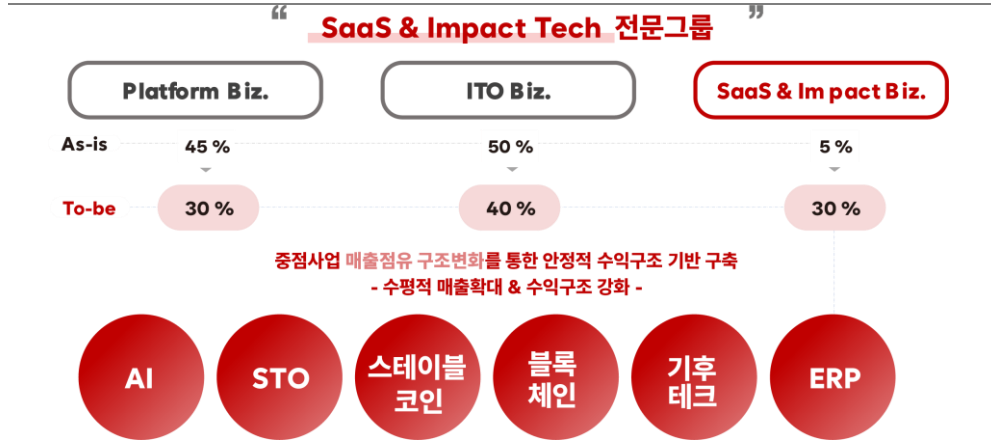 “ SaaS & Impact Tech 전문그룹 ”
Platform Biz. ITO Biz. SaaS & Impact Biz.
As-is 45 % 50 % 5 %
To-be 30 % 40 % 30 %
중점사업 매출점유 구조변화를 통한 안정적 수익구조 기반 구축
- 수평적 매출확대 & 수익구조 강화 -
AI STO 스테이블 블록 기후 ERP
코인 체인 테크